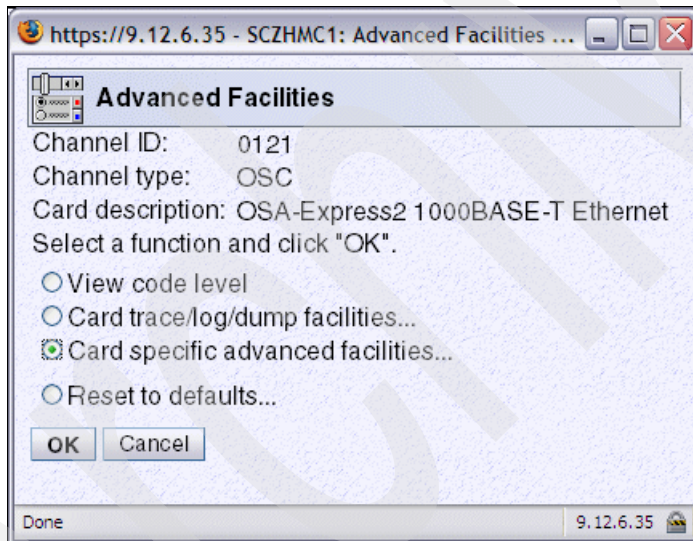 https://9.12.6.35 - SCZHMC1: Advanced Facilities ...
Advanced Facilities
Channel ID: 0121
Channel type: OSC
Card description: OSA-Express2 1000BASE-T Ethernet
Select a function and click "OK".
View code level
Card trace/log/dump facilities...
Card specific advanced facilities...
Reset to defaults...
OK Cancel
Done 9.12.6.35